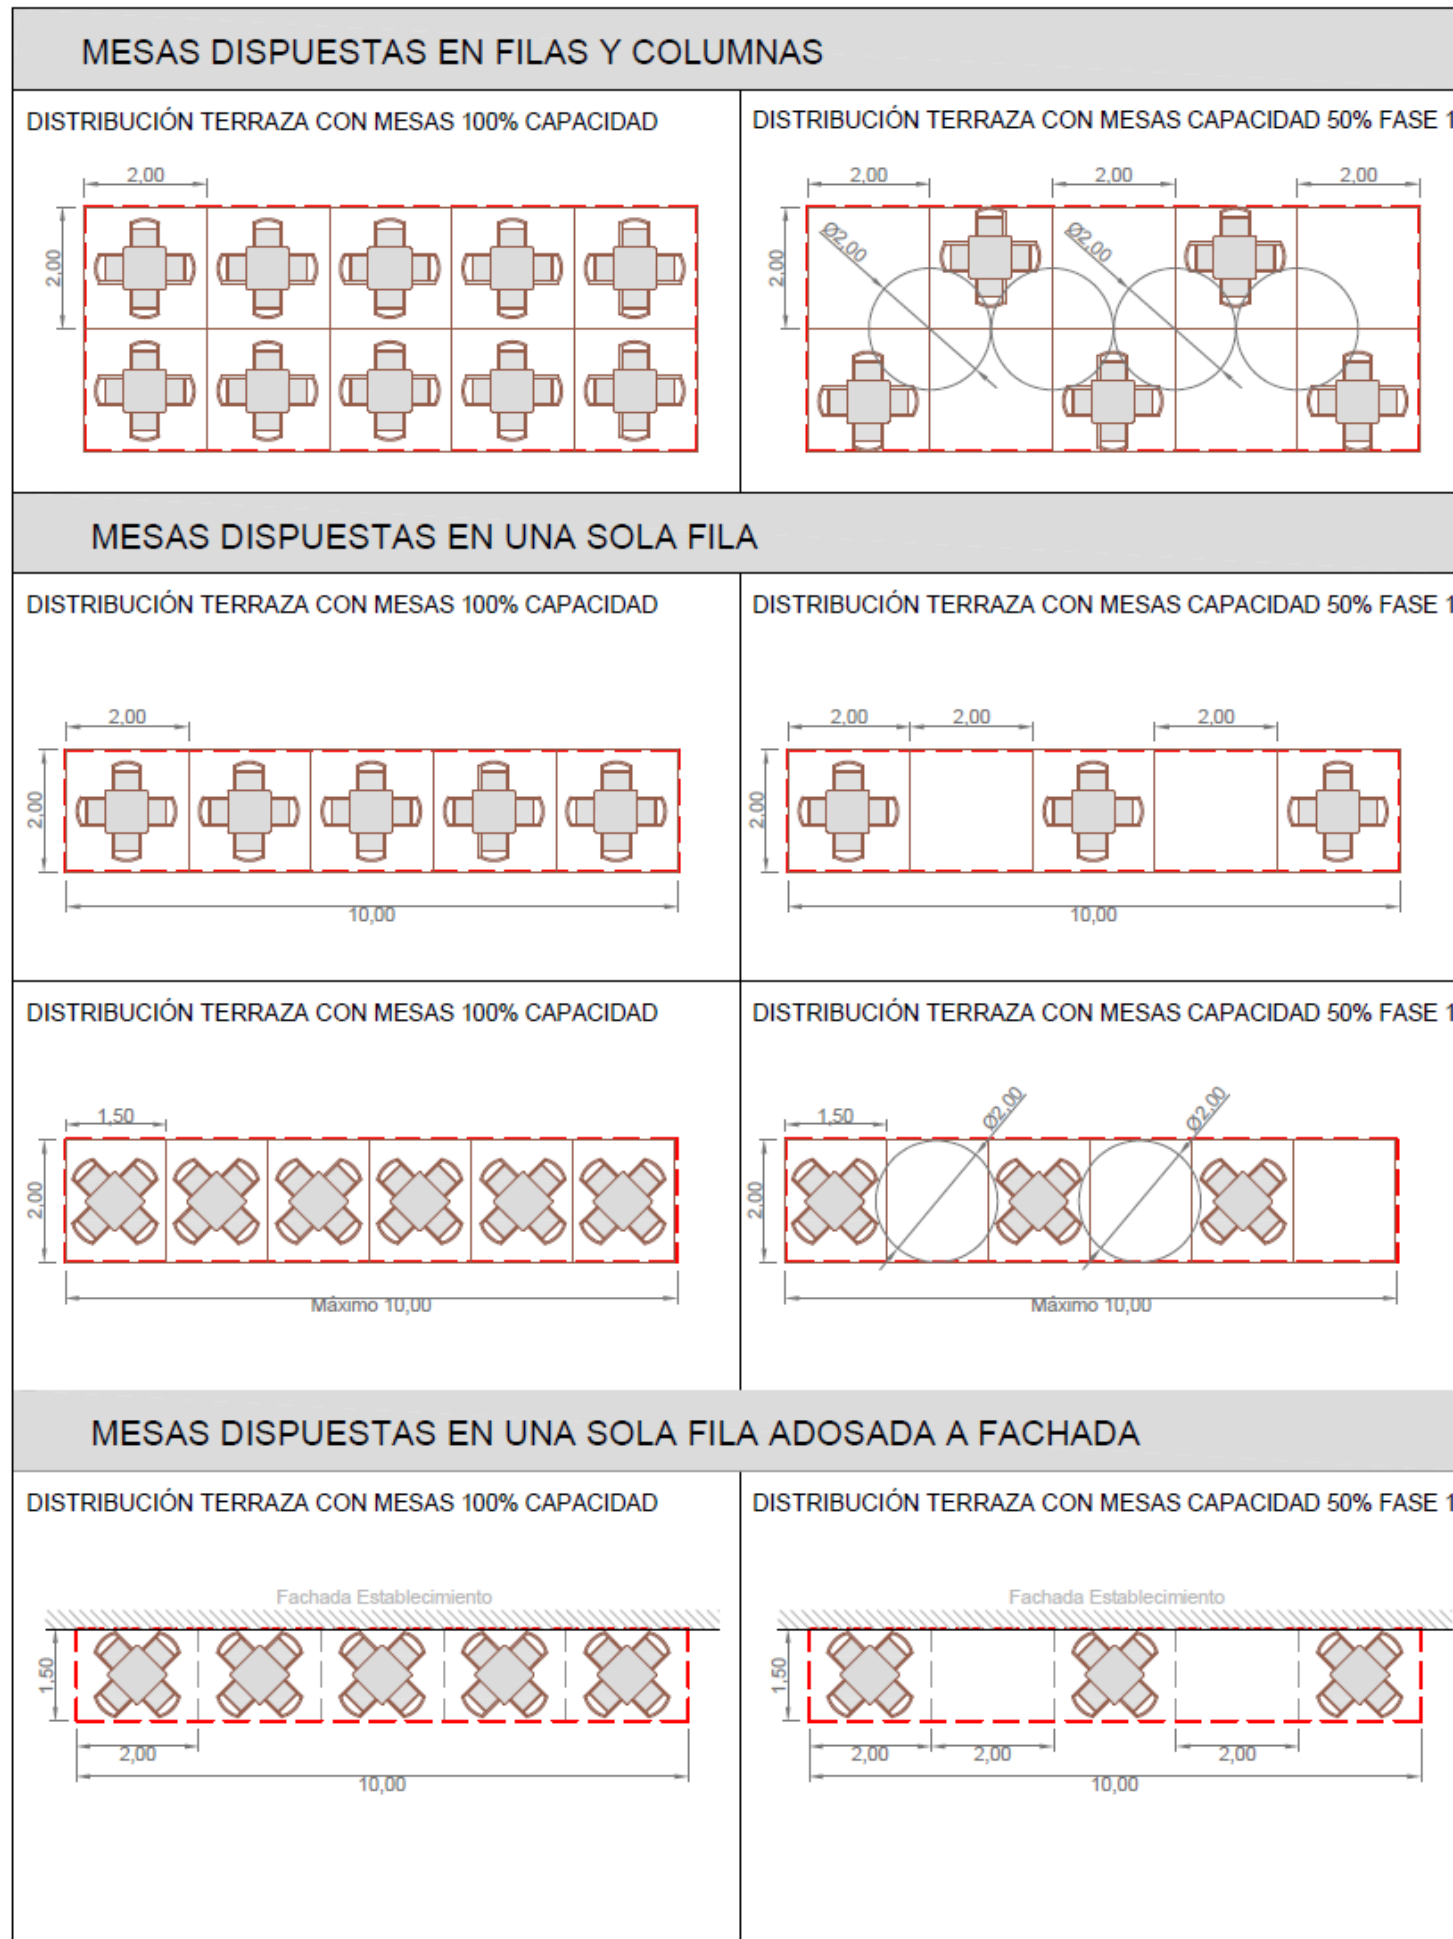 MESAS DISPUESTAS EN FILAS Y COLUMNAS
DISTRIBUCIÓN TERRAZA CON MESAS 100% CAPACIDAD
2,00
2,00
DISTRIBUCIÓN TERRAZA CON MESAS CAPACIDAD 50% FASE 1
2,00
2,00
2,00
2,00
Ø2,00
Ø2,00
MESAS DISPUESTAS EN UNA SOLA FILA
DISTRIBUCIÓN TERRAZA CON MESAS 100% CAPACIDAD
2,00
2,00
10,00
DISTRIBUCIÓN TERRAZA CON MESAS CAPACIDAD 50% FASE 1
2,00
2,00
2,00
2,00
10,00
DISTRIBUCIÓN TERRAZA CON MESAS 100% CAPACIDAD
1,50
2,00
Máximo 10,00
DISTRIBUCIÓN TERRAZA CON MESAS CAPACIDAD 50% FASE 1
1,50
Ø2,00
Ø2,00
2,00
Máximo 10,00
MESAS DISPUESTAS EN UNA SOLA FILA ADOSADA A FACHADA
DISTRIBUCIÓN TERRAZA CON MESAS 100% CAPACIDAD
Fachada Establecimiento
1,50
2,00
10,00
DISTRIBUCIÓN TERRAZA CON MESAS CAPACIDAD 50% FASE 1
Fachada Establecimiento
1,50
2,00
2,00
2,00
10,00